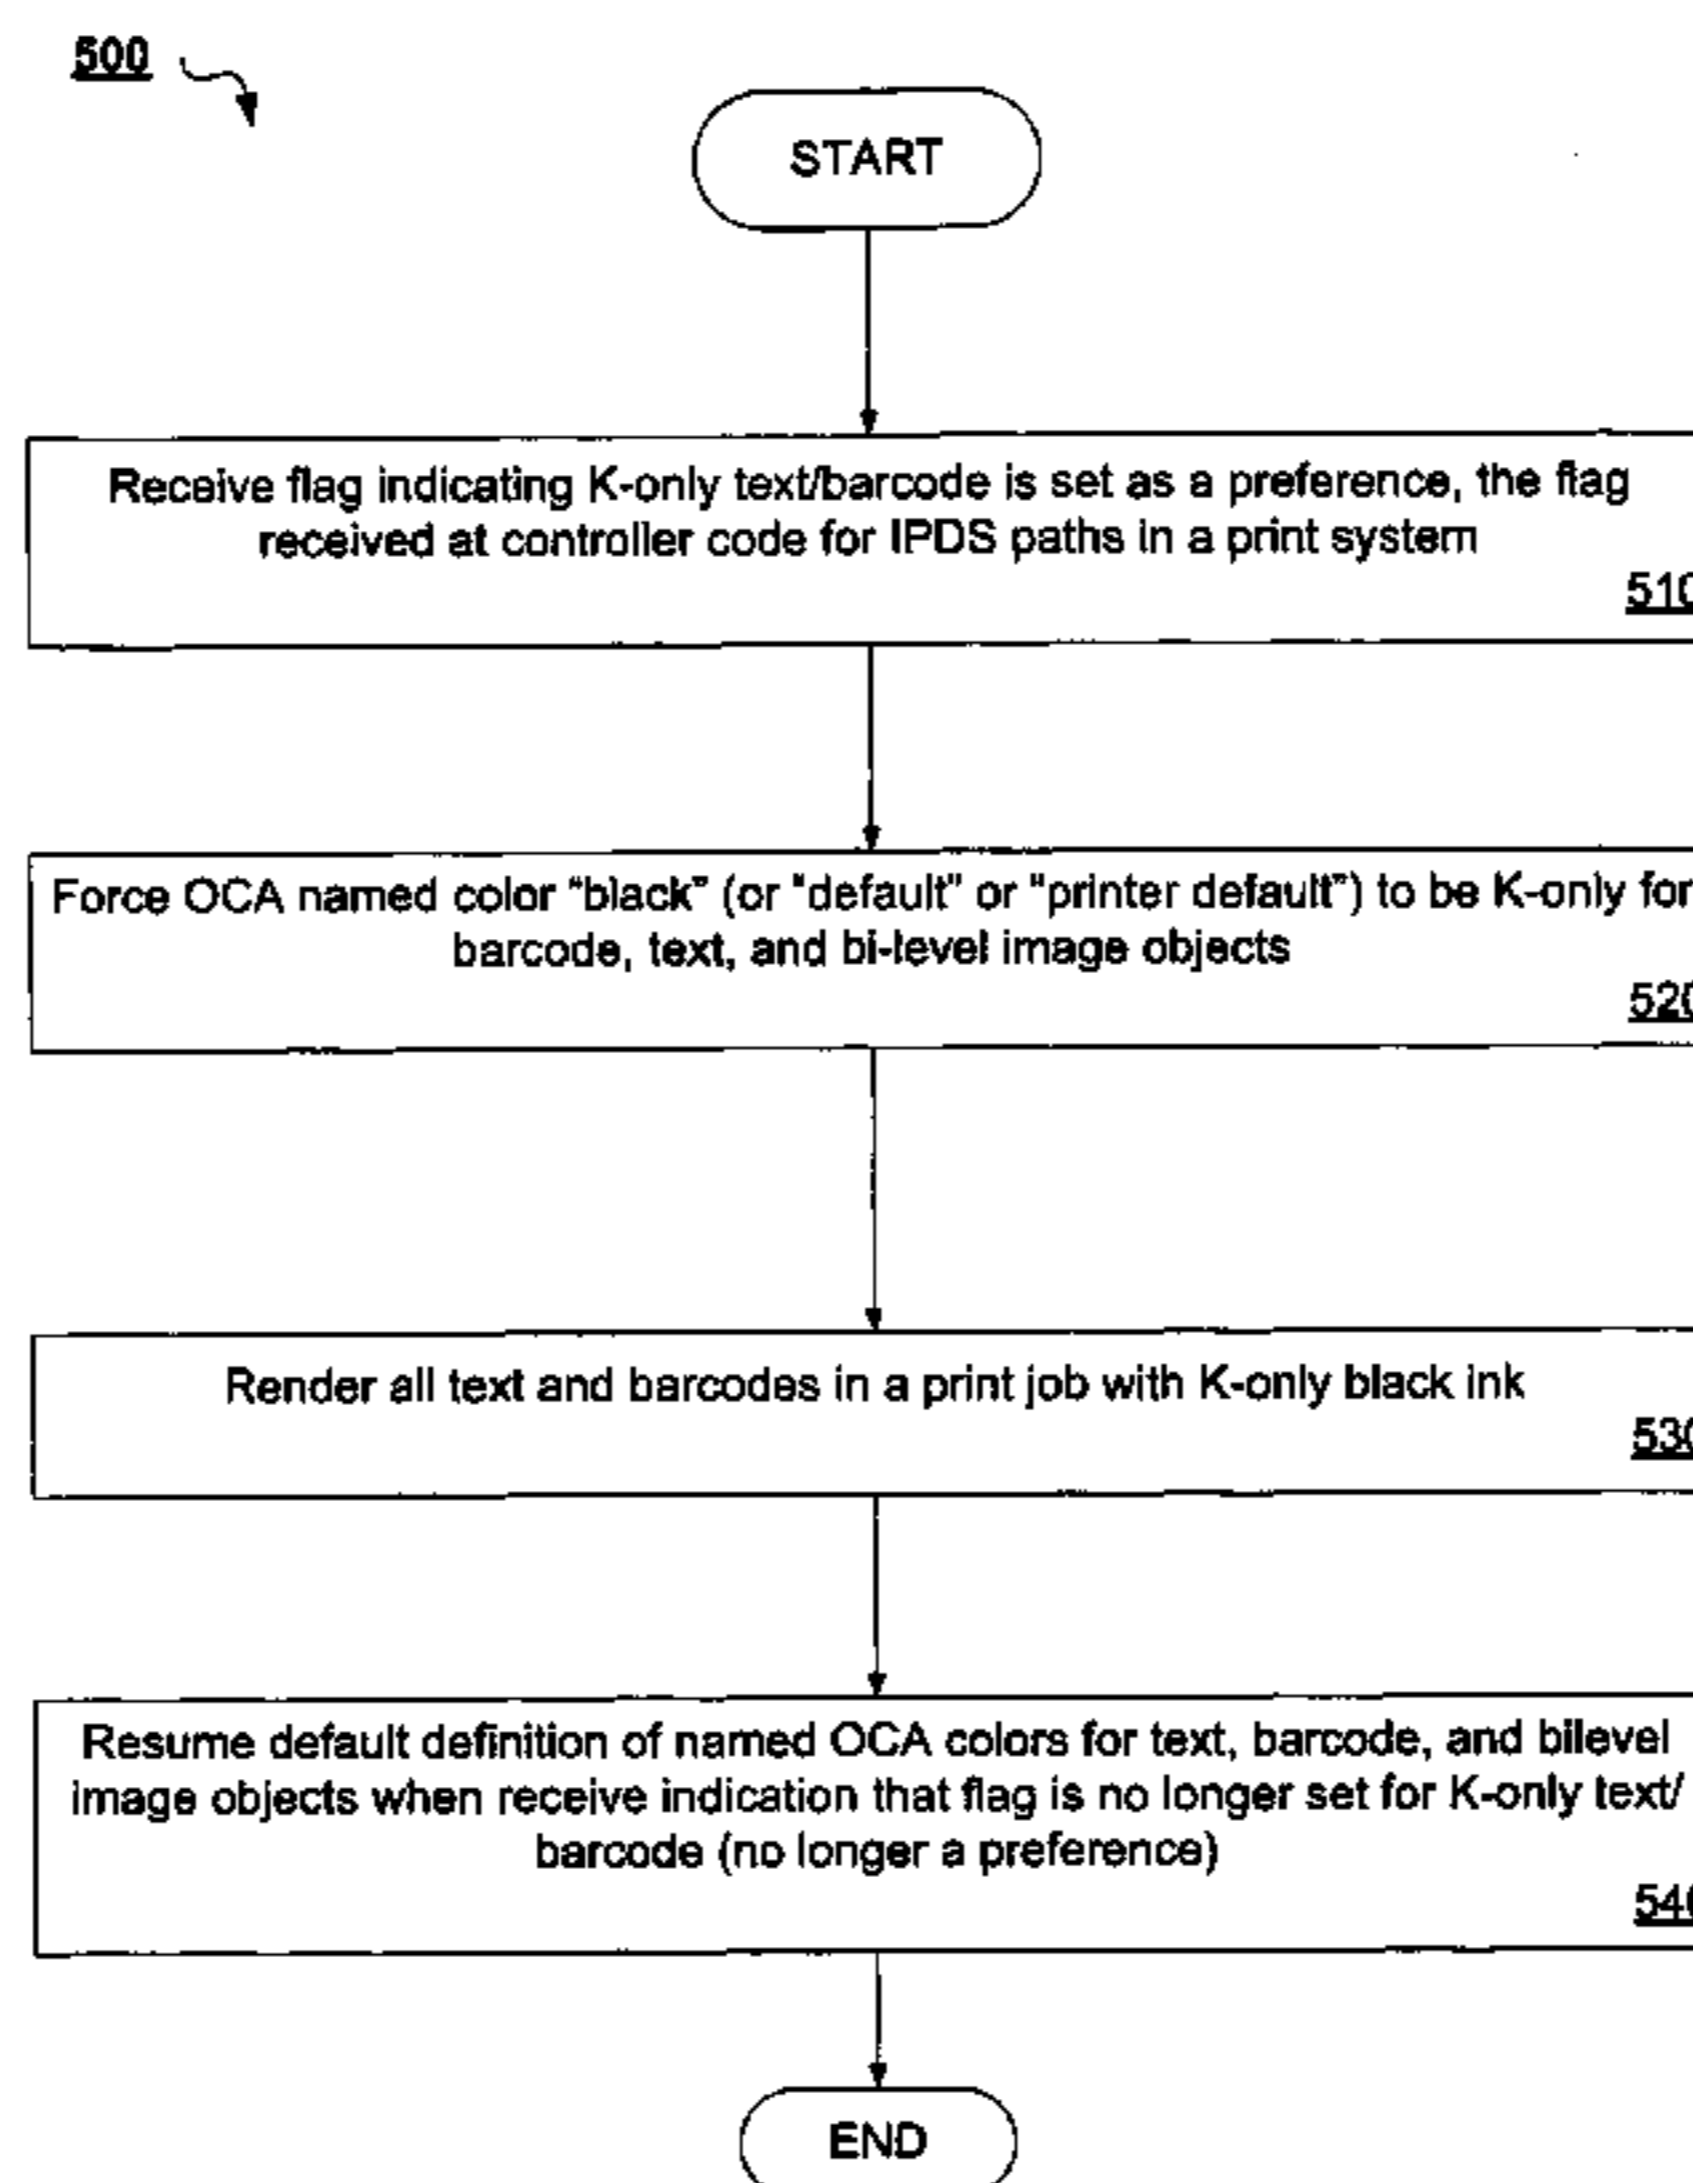 500
START
Receive flag indicating K-only text/barcode is set as a preference, the flag
received at controller code for IPDS paths in a print system
510
Force OCA named color “black” (or “default” or “printer default”) to be K-only for
barcode, text, and bi-level image objects
520
Render all text and barcodes in a print job with K-only black ink
530
Resume default definition of named OCA colors for text, barcode, and bilevel
image objects when receive indication that flag is no longer set for K-only text/
barcode (no longer a preference)
540
END